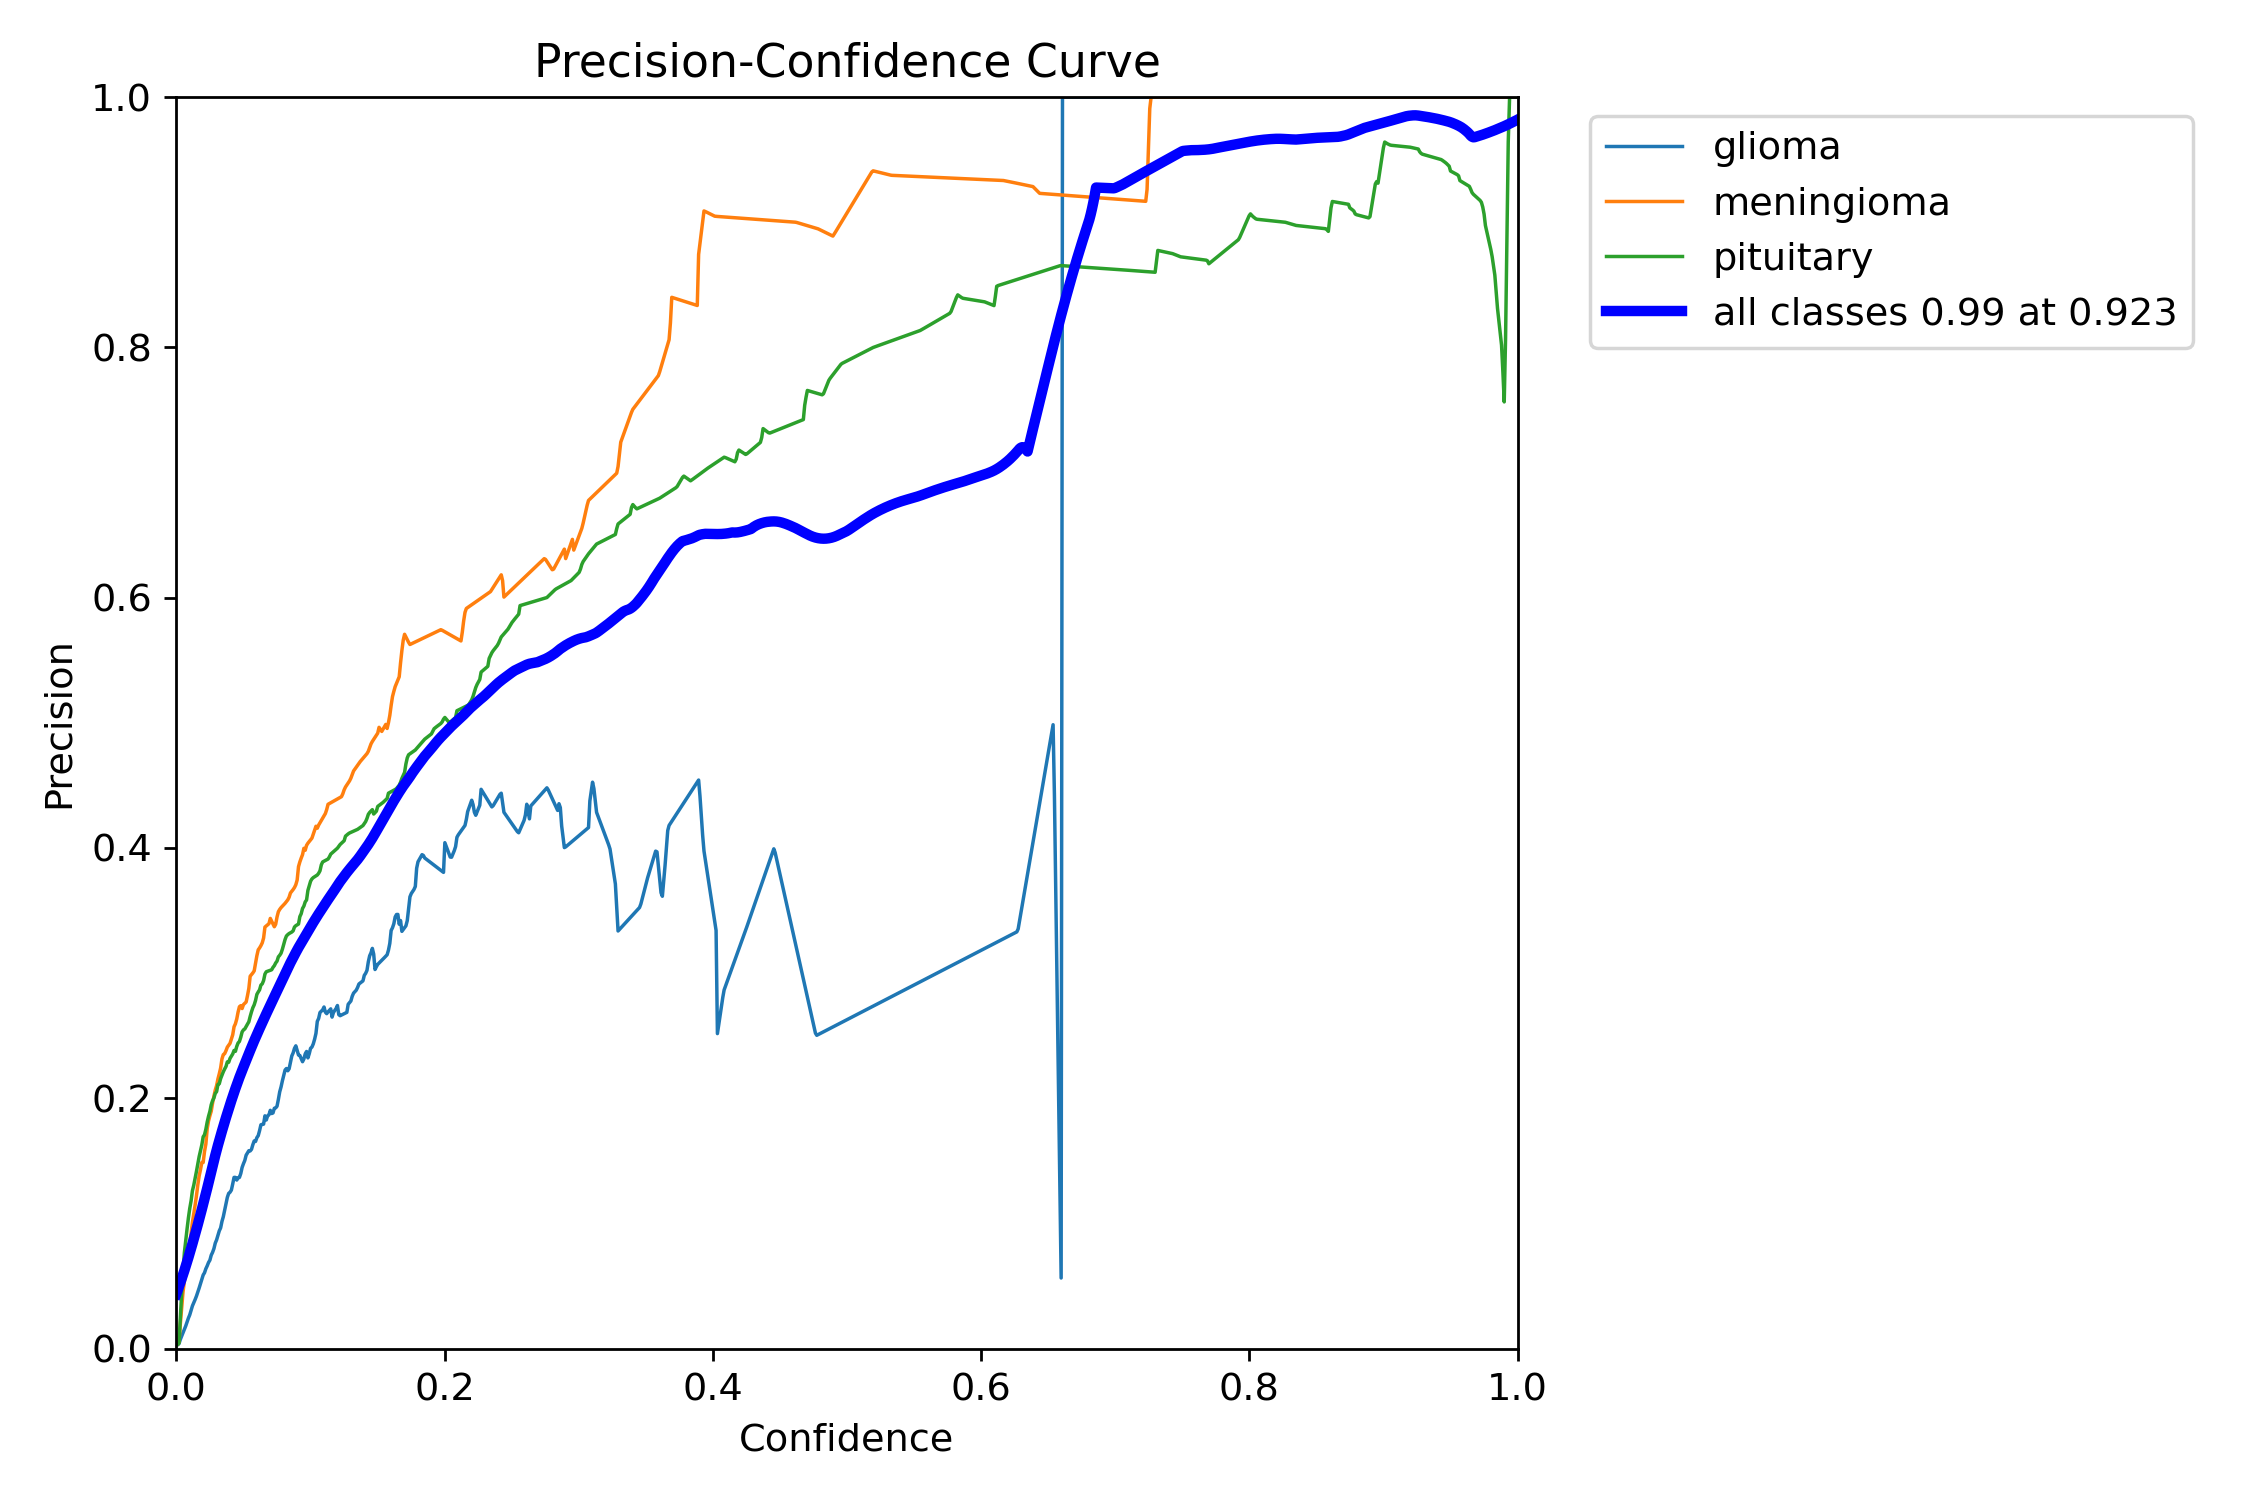 Precision-Confidence Curve
1.0
0.8
0.6
0.4
0.2
0.0
Precision
0.0 0.2 0.4 0.6 0.8 1.0
Confidence
glioma
meningioma
pituitary
all classes 0.99 at 0.923